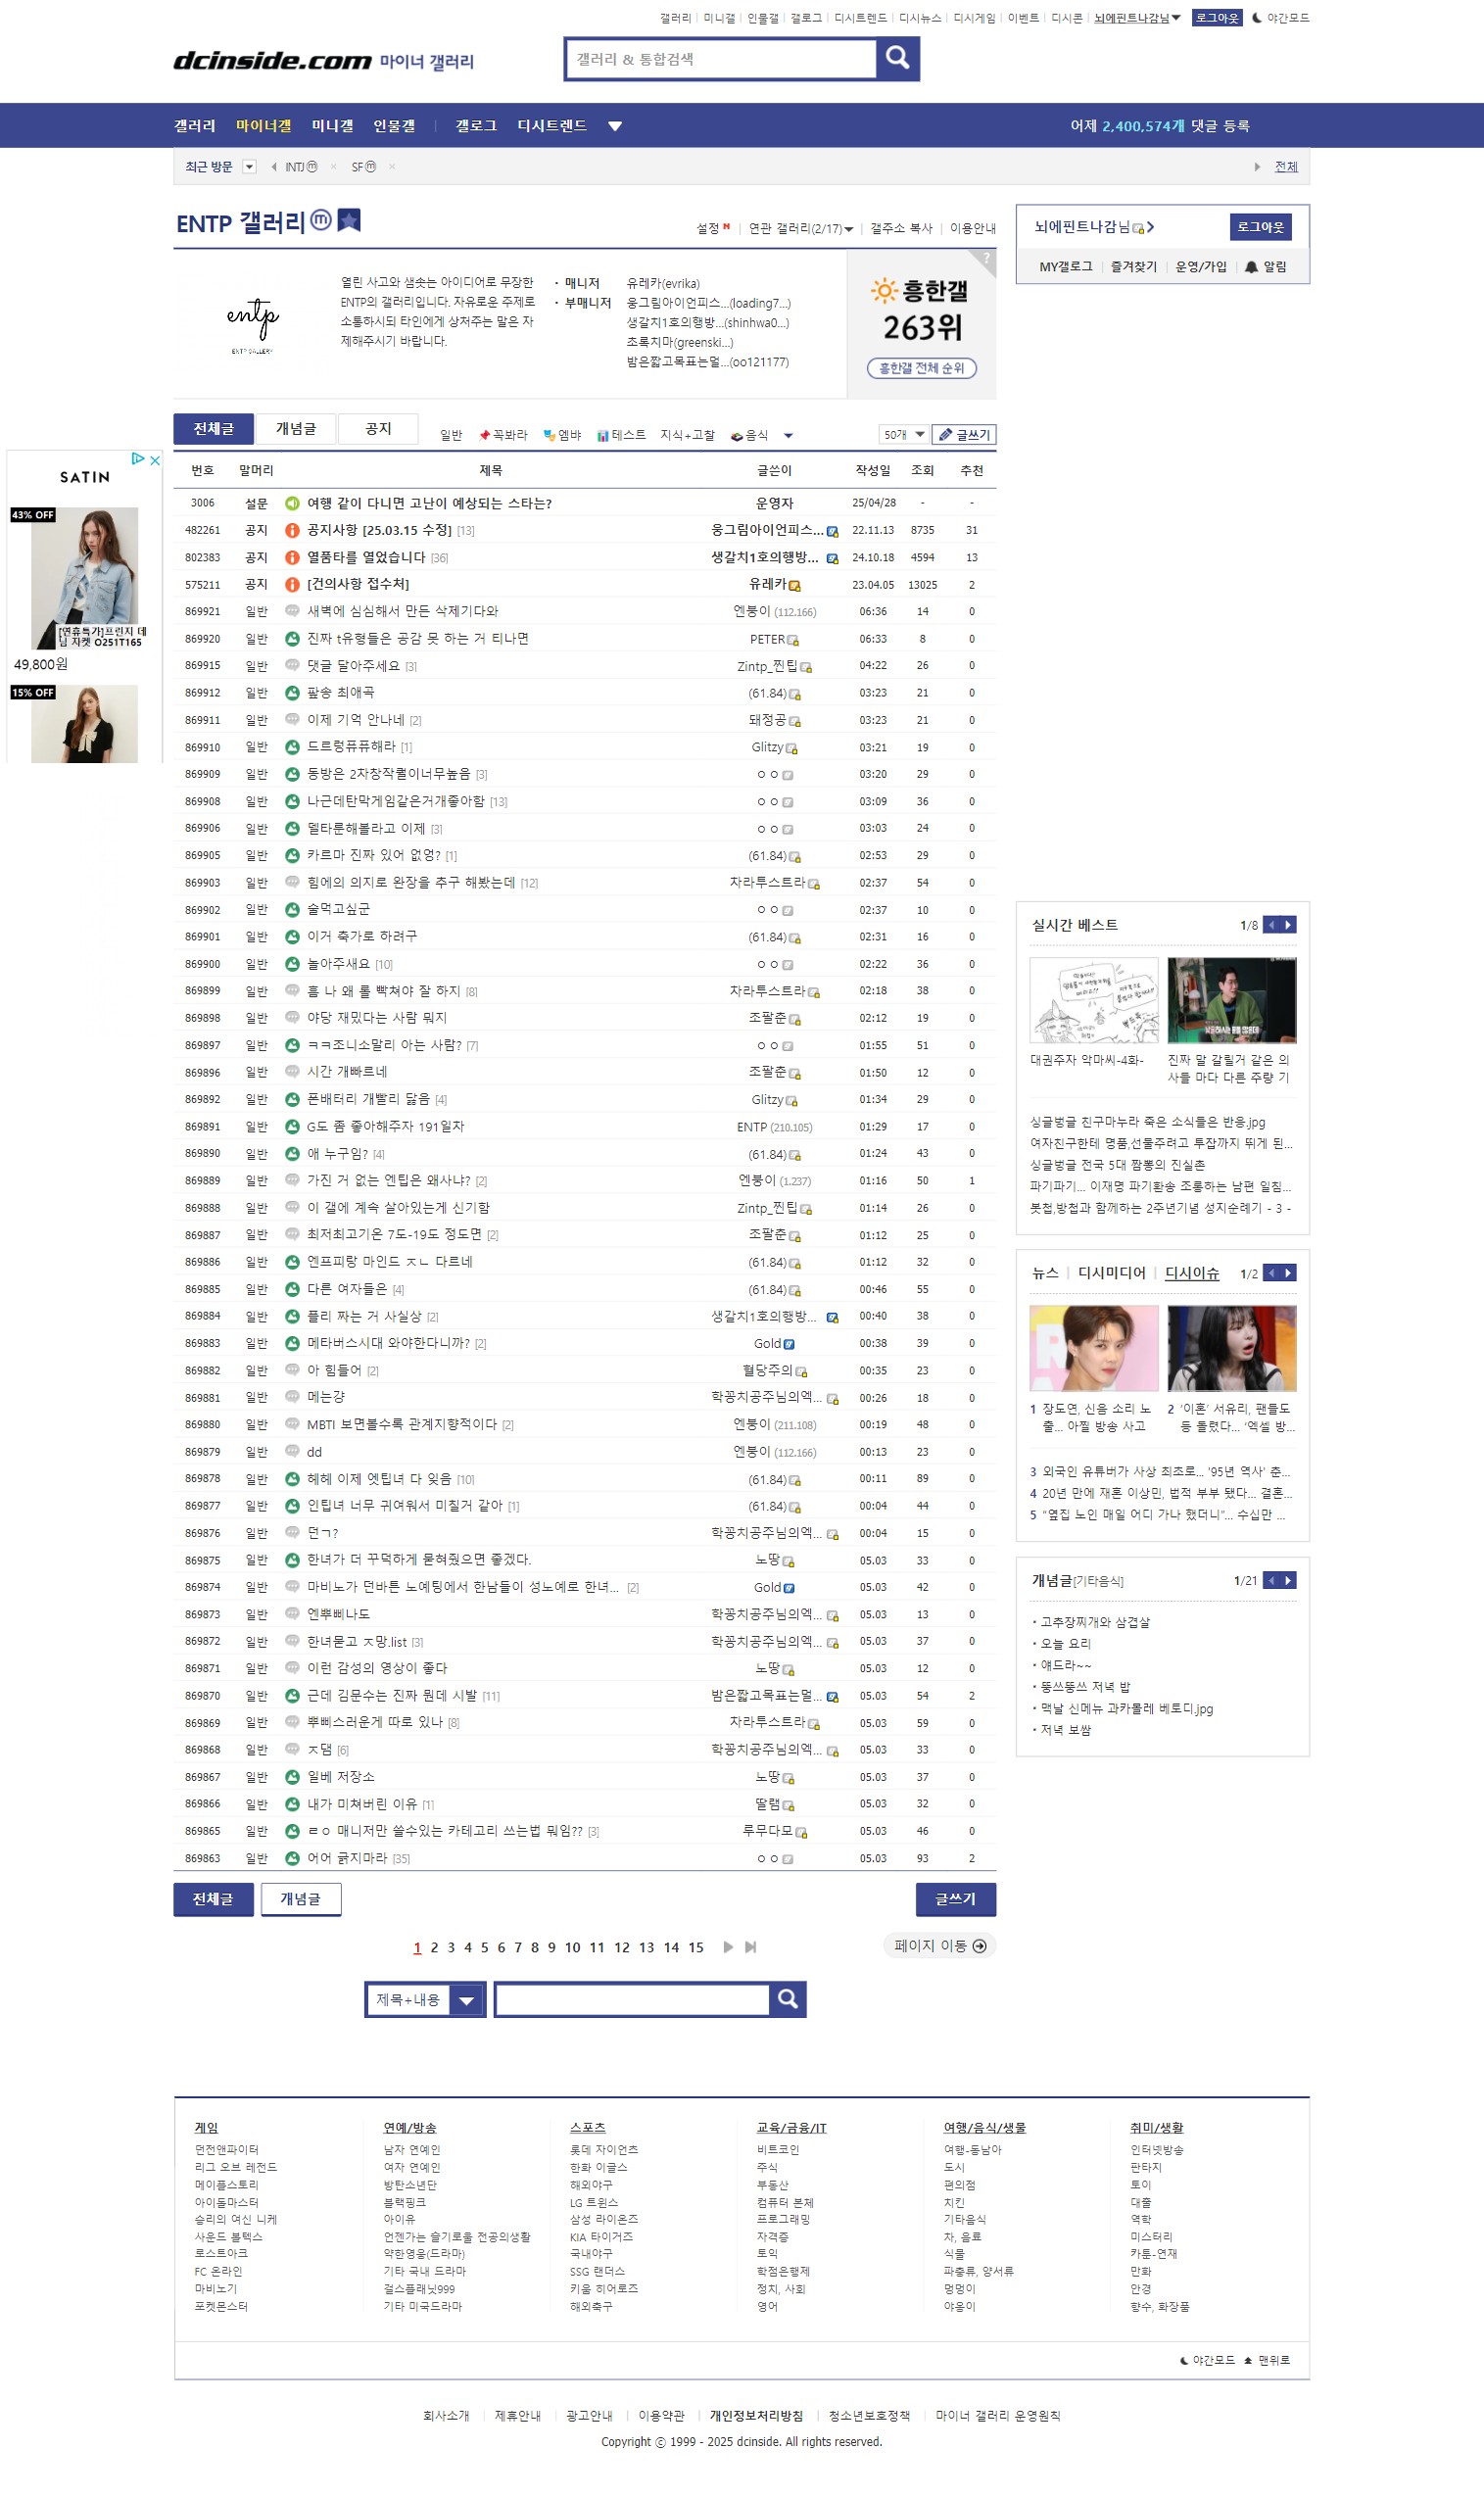 갤러리 | 미니갤 | 인물갤 | 갤로그 | 디시트렌드 | 디시뉴스 | 디시게임 | 이벤트 | 디시콘 | 뇌에핀트나감님 로그아웃 야간모드
dcinside.com 마이너 갤러리
갤러리 & 통합검색
갤러리 마이너갤 미니갤 인물갤 | 갤로그 디시트렌드
어제 2,400,574개 댓글 등록
최근 방문 INTJⓜ × SFⓜ × 전체
ENTP 갤러리ⓜ
설정 N | 연관 갤러리(2/17) | 갤주소 복사 | 이용안내
열린 사고와 샘솟는 아이디어로 무장한
ENTP의 갤러리입니다. 자유로운 주제로
소통하시되 타인에게 상처주는 말은 자
제해주시기 바랍니다.
entp
ENTP GALLERY
· 매니저 유레카(evrika)
· 부매니저 웅그림아이언피스...(loading7...)
생갈치1호의행방...(shinhwa0...)
초록치마(greenski...)
밤은짧고목표는멀...(oo121177)
?
흥한갤
263위
흥한갤 전체 순위
뇌에핀트나감님
로그아웃
MY갤로그 | 즐겨찾기 | 운영/가입 | 알림
전체글 개념글 공지
일반 꼭봐라 엠뱌 테스트 지식+고찰 음식
50개 글쓰기
번호 말머리 제목 글쓴이 작성일 조회 추천
3006 설문 여행 같이 다니면 고난이 예상되는 스타는? 운영자 25/04/28 - -
482261 공지 공지사항 [25.03.15 수정] [13] 웅그림아이언피스... 22.11.13 8735 31
802383 공지 열품타를 열었습니다 [36] 생갈치1호의행방... 24.10.18 4594 13
575211 공지 [건의사항 접수처] 유레카 23.04.05 13025 2
869921 일반 새벽에 심심해서 만든 삭제기다와 엔붕이 (112.166) 06:36 14 0
869920 일반 진짜 t유형들은 공감 못 하는 거 티나면 PETER 06:33 8 0
869915 일반 댓글 달아주세요 [3] Zintp_찐팁 04:22 26 0
869912 일반 팦송 최애곡 (61.84) 03:23 21 0
869911 일반 이제 기억 안나네 [2] 돼정공 03:23 21 0
869910 일반 드르렁퓨퓨해라 [1] Glitzy 03:21 19 0
869909 일반 동방은 2차창작퀄이너무높음 [3] ㅇㅇ 03:20 29 0
869908 일반 나근데탄막게임같은거개좋아함 [13] ㅇㅇ 03:09 36 0
869906 일반 델타룬해볼라고 이제 [3] ㅇㅇ 03:03 24 0
869905 일반 카르마 진짜 있어 없엉? [1] (61.84) 02:53 29 0
869903 일반 힘에의 의지로 완장을 추구 해봤는데 [12] 차라투스트라 02:37 54 0
869902 일반 술먹고싶군 ㅇㅇ 02:37 10 0
869901 일반 이거 축가로 하려구 (61.84) 02:31 16 0
869900 일반 놀아주새요 [10] ㅇㅇ 02:22 36 0
869899 일반 흠 나 왜 롤 빡쳐야 잘 하지 [8] 차라투스트라 02:18 38 0
869898 일반 야당 재밌다는 사람 뭐지 조팔춘 02:12 19 0
869897 일반 ㅋㅋ조니소말리 아는 사람? [7] ㅇㅇ 01:55 51 0
869896 일반 시간 개빠르네 조팔춘 01:50 12 0
869892 일반 폰배터리 개빨리 닳음 [4] Glitzy 01:34 29 0
869891 일반 G도 좀 좋아해주자 191일차 ENTP (210.105) 01:29 17 0
869890 일반 얘 누구임? [4] (61.84) 01:24 43 0
869889 일반 가진 거 없는 엔팁은 왜사냐? [2] 엔붕이 (1.237) 01:16 50 1
869888 일반 이 갤에 계속 살아있는게 신기함 Zintp_찐팁 01:14 26 0
869887 일반 최저최고기온 7도-19도 정도면 [2] 조팔춘 01:12 25 0
869886 일반 엔프피랑 마인드 ㅈㄴ 다르네 (61.84) 01:12 32 0
869885 일반 다른 여자들은 [4] (61.84) 00:46 55 0
869884 일반 플리 짜는 거 사실상 [2] 생갈치1호의행방... 00:40 38 0
869883 일반 메타버스시대 와야한다니까? [2] Gold 00:38 39 0
869882 일반 아 힘들어 [2] 혈당주의 00:35 23 0
869881 일반 메는걍 학꽁치공주님의엑... 00:26 18 0
869880 일반 MBTI 보면볼수록 관계지향적이다 [2] 엔붕이 (211.108) 00:19 48 0
869879 일반 dd 엔붕이 (112.166) 00:13 23 0
869878 일반 헤헤 이제 엣팁녀 다 잊음 [10] (61.84) 00:11 89 0
869877 일반 인팁녀 너무 귀여워서 미칠거 같아 [1] (61.84) 00:04 44 0
869876 일반 던ㄱ? 학꽁치공주님의엑... 00:04 15 0
869875 일반 한녀가 더 꾸덕하게 묻혀줬으면 좋겠다. 노땅 05.03 33 0
869874 일반 마비노가 던바튼 노예팅에서 한남들이 성노예로 한녀... [2] Gold 05.03 42 0
869873 일반 엔뿌삐나도 학꽁치공주님의엑... 05.03 13 0
869872 일반 한녀묻고 ㅈ망.list [3] 학꽁치공주님의엑... 05.03 37 0
869871 일반 이런 감성의 영상이 좋다 노땅 05.03 12 0
869870 일반 근데 김문수는 진짜 뭔데 시발 [11] 밤은짧고목표는멀... 05.03 54 2
869869 일반 뿌삐스러운게 따로 있나 [8] 차라투스트라 05.03 59 0
869868 일반 ㅈ댐 [6] 학꽁치공주님의엑... 05.03 33 0
869867 일반 일베 저장소 노땅 05.03 37 0
869866 일반 내가 미쳐버린 이유 [1] 딸램 05.03 32 0
869865 일반 ㄹㅇ 매니저만 쓸수있는 카테고리 쓰는법 뭐임?? [3] 루무다모 05.03 46 0
869863 일반 어어 긁지마라 [35] ㅇㅇ 05.03 93 2
전체글 개념글 글쓰기
1 2 3 4 5 6 7 8 9 10 11 12 13 14 15
페이지 이동
제목+내용
SATIN
43% OFF
[연휴특가]프린지 데
님 자켓 O251T165
49,800원
15% OFF
실시간 베스트 1/8
대권주자 악마씨-4화-
진짜 말 갈릴거 같은 의
사들 마다 다른 주량 기
싱글벙글 친구마누라 죽은 소식들은 반응.jpg
여자친구한테 명품,선물주려고 투잡까지 뛰게 된...
싱글벙글 전국 5대 짬뽕의 진실촌
파기파기... 이재명 파기환송 조롱하는 남편 일침...
봇첩,방첩과 함께하는 2주년기념 성지순례기 - 3 -
뉴스 | 디시미디어 | 디시이슈 1/2
1 장도연, 신음 소리 노
출... 아찔 방송 사고
2 '이혼' 서유리, 팬들도
등 돌렸다... '엑셀 방...
3 외국인 유튜버가 사상 최초로... '95년 역사' 춘...
4 20년 만에 재혼 이상민, 법적 부부 됐다... 결혼...
5 "옆집 노인 매일 어디 가나 했더니"... 수십만 ...
개념글[기타음식] 1/21
· 고추장찌개와 삼겹살
· 오늘 요리
· 얘드라~~
· 뚱쓰뚱쓰 저녁 밥
· 맥날 신메뉴 과카몰레 베토디.jpg
· 저녁 보쌈
게임
던전앤파이터
리그 오브 레전드
메이플스토리
아이돌마스터
승리의 여신 니케
사운드 볼텍스
로스트아크
FC 온라인
마비노기
포켓몬스터
연예/방송
남자 연예인
여자 연예인
방탄소년단
블랙핑크
아이유
언젠가는 슬기로울 전공의생활
약한영웅(드라마)
기타 국내 드라마
걸스플래닛999
기타 미국드라마
스포츠
롯데 자이언츠
한화 이글스
해외야구
LG 트윈스
삼성 라이온즈
KIA 타이거즈
국내야구
SSG 랜더스
키움 히어로즈
해외축구
교육/금융/IT
비트코인
주식
부동산
컴퓨터 본체
프로그래밍
자격증
토익
학점은행제
정치, 사회
영어
여행/음식/생물
여행-동남아
도시
편의점
치킨
기타음식
차, 음료
식물
파충류, 양서류
멍멍이
야옹이
취미/생활
인터넷방송
판타지
토이
대출
역학
미스터리
카툰-연재
만화
안경
향수, 화장품
야간모드 맨위로
회사소개 | 제휴안내 | 광고안내 | 이용약관 | 개인정보처리방침 | 청소년보호정책 | 마이너 갤러리 운영원칙
Copyright ⓒ 1999 - 2025 dcinside. All rights reserved.